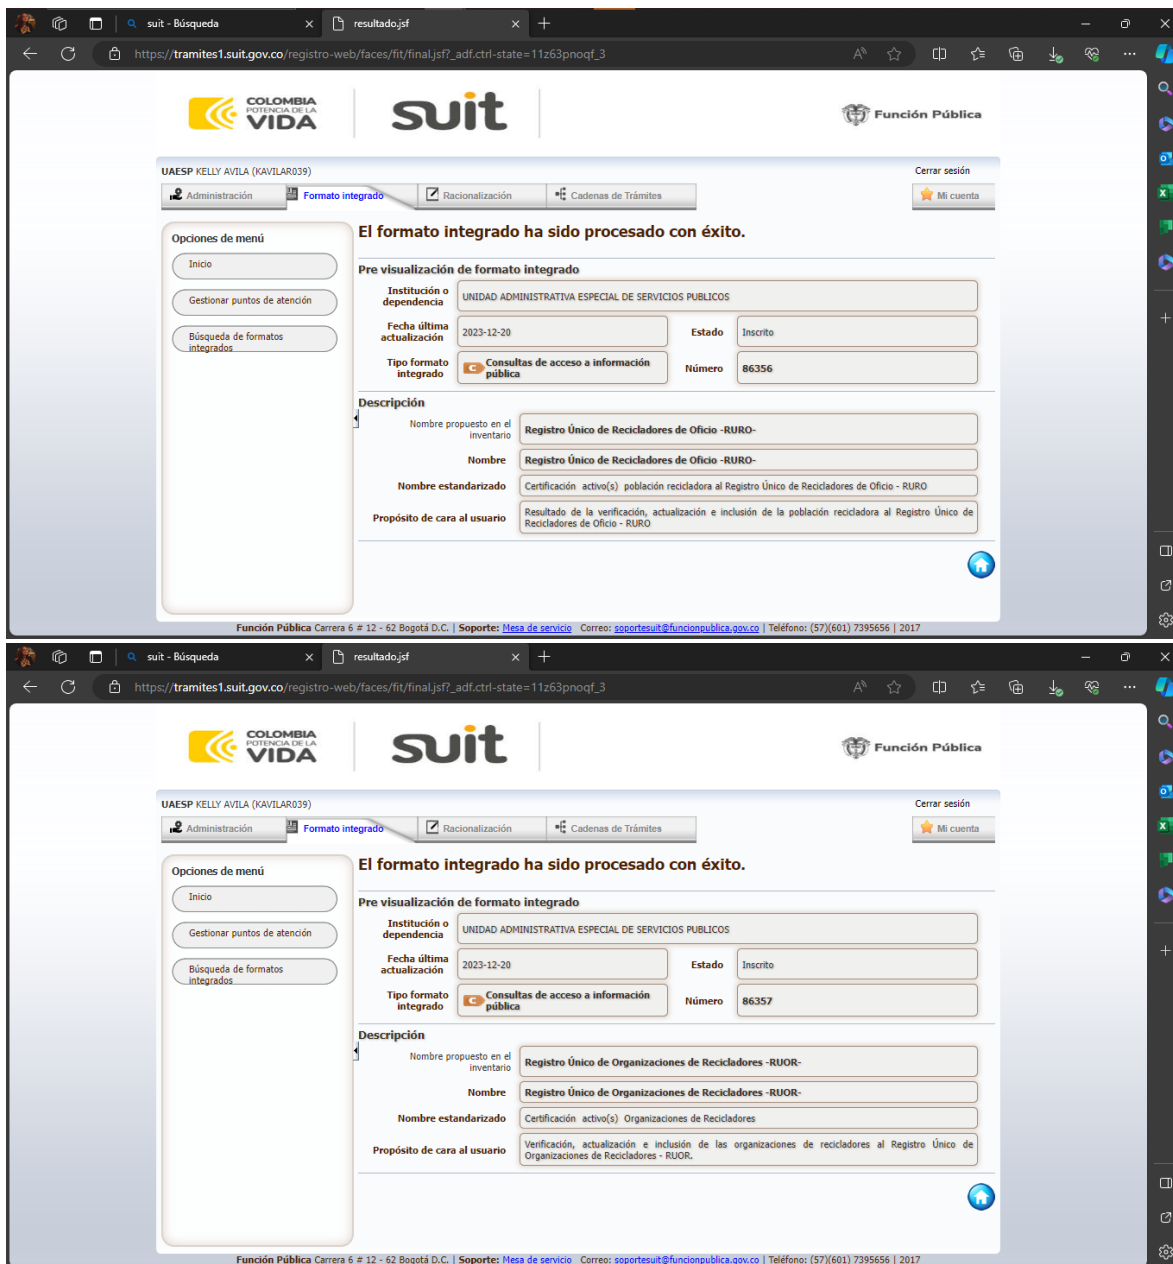 suit - Búsqueda
resultado.jsf
https://tramites1.suit.gov.co/registro-web/faces/fit/final.jsf?_adf.ctrl-state=11z63pnoqf_3
COLOMBIA
POTENCIA DE LA
VIDA
suit
Función Pública
UAESP KELLY AVILA (KAVILAR039)
Cerrar sesión
Administración
Formato integrado
Racionalización
Cadenas de Trámites
Mi cuenta
Opciones de menú
Inicio
Gestionar puntos de atención
Búsqueda de formatos
integrados
El formato integrado ha sido procesado con éxito.
Pre visualización de formato integrado
Institución o
dependencia
UNIDAD ADMINISTRATIVA ESPECIAL DE SERVICIOS PUBLICOS
Fecha última
actualización
2023-12-20
Estado
Inscrito
Tipo formato
integrado
C Consultas de acceso a información
pública
Número
86356
Descripción
Nombre propuesto en el
inventario
Registro Único de Recicladores de Oficio -RURO-
Nombre
Registro Único de Recicladores de Oficio -RURO-
Nombre estandarizado
Certificación activo(s) población recicladora al Registro Único de Recicladores de Oficio - RURO
Propósito de cara al usuario
Resultado de la verificación, actualización e inclusión de la población recicladora al Registro Único de
Recicladores de Oficio - RURO
Función Pública Carrera 6 # 12 - 62 Bogotá D.C. | Soporte: Mesa de servicio Correo: soportesuit@funcionpublica.gov.co | Teléfono: (57)(601) 7395656 | 2017
suit - Búsqueda
resultado.jsf
https://tramites1.suit.gov.co/registro-web/faces/fit/final.jsf?_adf.ctrl-state=11z63pnoqf_3
COLOMBIA
POTENCIA DE LA
VIDA
suit
Función Pública
UAESP KELLY AVILA (KAVILAR039)
Cerrar sesión
Administración
Formato integrado
Racionalización
Cadenas de Trámites
Mi cuenta
Opciones de menú
Inicio
Gestionar puntos de atención
Búsqueda de formatos
integrados
El formato integrado ha sido procesado con éxito.
Pre visualización de formato integrado
Institución o
dependencia
UNIDAD ADMINISTRATIVA ESPECIAL DE SERVICIOS PUBLICOS
Fecha última
actualización
2023-12-20
Estado
Inscrito
Tipo formato
integrado
C Consultas de acceso a información
pública
Número
86357
Descripción
Nombre propuesto en el
inventario
Registro Único de Organizaciones de Recicladores -RUOR-
Nombre
Registro Único de Organizaciones de Recicladores -RUOR-
Nombre estandarizado
Certificación activo(s) Organizaciones de Recicladores
Propósito de cara al usuario
Verificación, actualización e inclusión de las organizaciones de recicladores al Registro Único de
Organizaciones de Recicladores - RUOR.
Función Pública Carrera 6 # 12 - 62 Bogotá D.C. | Soporte: Mesa de servicio Correo: soportesuit@funcionpublica.gov.co | Teléfono: (57)(601) 7395656 | 2017